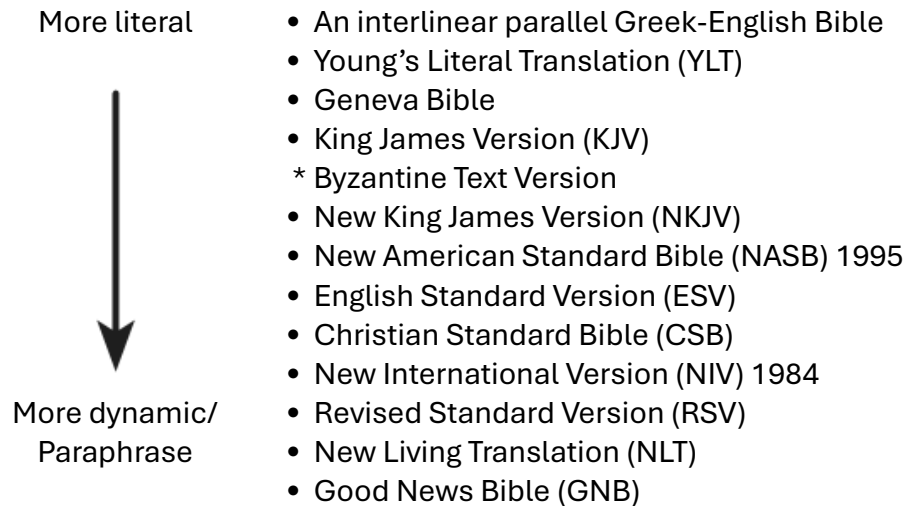 More literal
More dynamic/
Paraphrase
• An interlinear parallel Greek-English Bible
• Young’s Literal Translation (YLT)
• Geneva Bible
• King James Version (KJV)
* Byzantine Text Version
• New King James Version (NKJV)
• New American Standard Bible (NASB) 1995
• English Standard Version (ESV)
• Christian Standard Bible (CSB)
• New International Version (NIV) 1984
• Revised Standard Version (RSV)
• New Living Translation (NLT)
• Good News Bible (GNB)